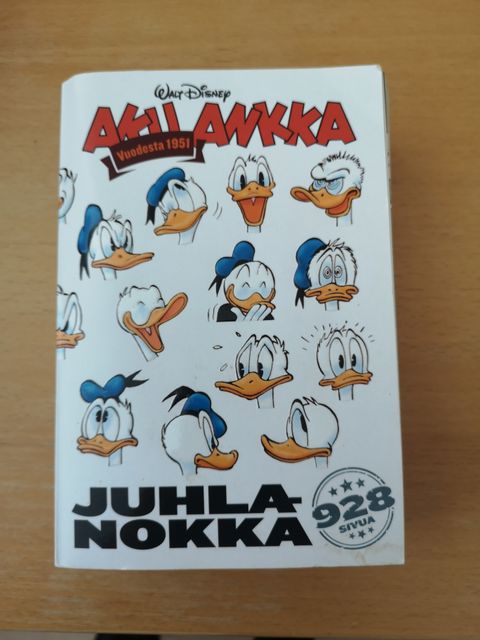 WALT DISNEY
AKU ANKKA
Vuodesta 1951
JUHLA-
NOKKA
928
SIVUA